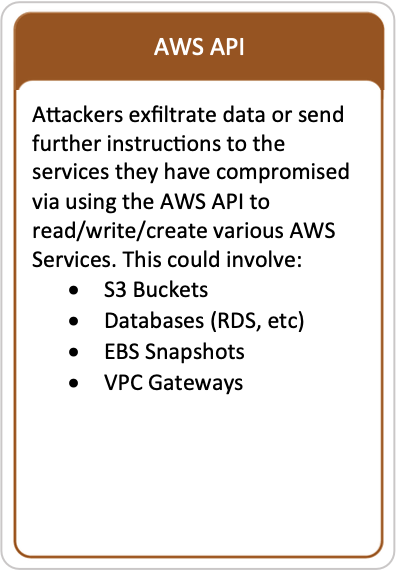 AWS API
Attackers exfiltrate data or send
further instructions to the
services they have compromised
via using the AWS API to
read/write/create various AWS
Services. This could involve:
• S3 Buckets
• Databases (RDS, etc)
• EBS Snapshots
• VPC Gateways